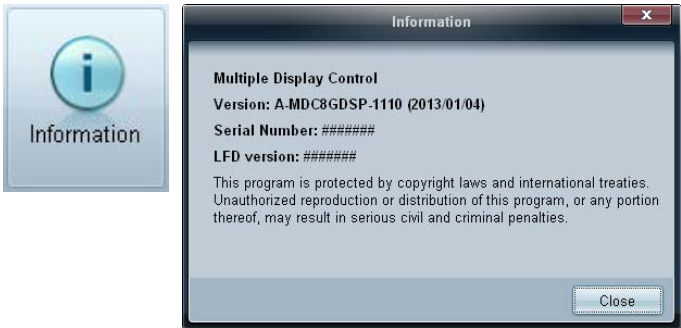 Information
Information
x
Multiple Display Control
Version: A-MDC8GDSP-1110 (2013/01/04)
Serial Number: #######
LFD version: #######
This program is protected by copyright laws and international treaties.
Unauthorized reproduction or distribution of this program, or any portion
thereof, may result in serious civil and criminal penalties.
Close